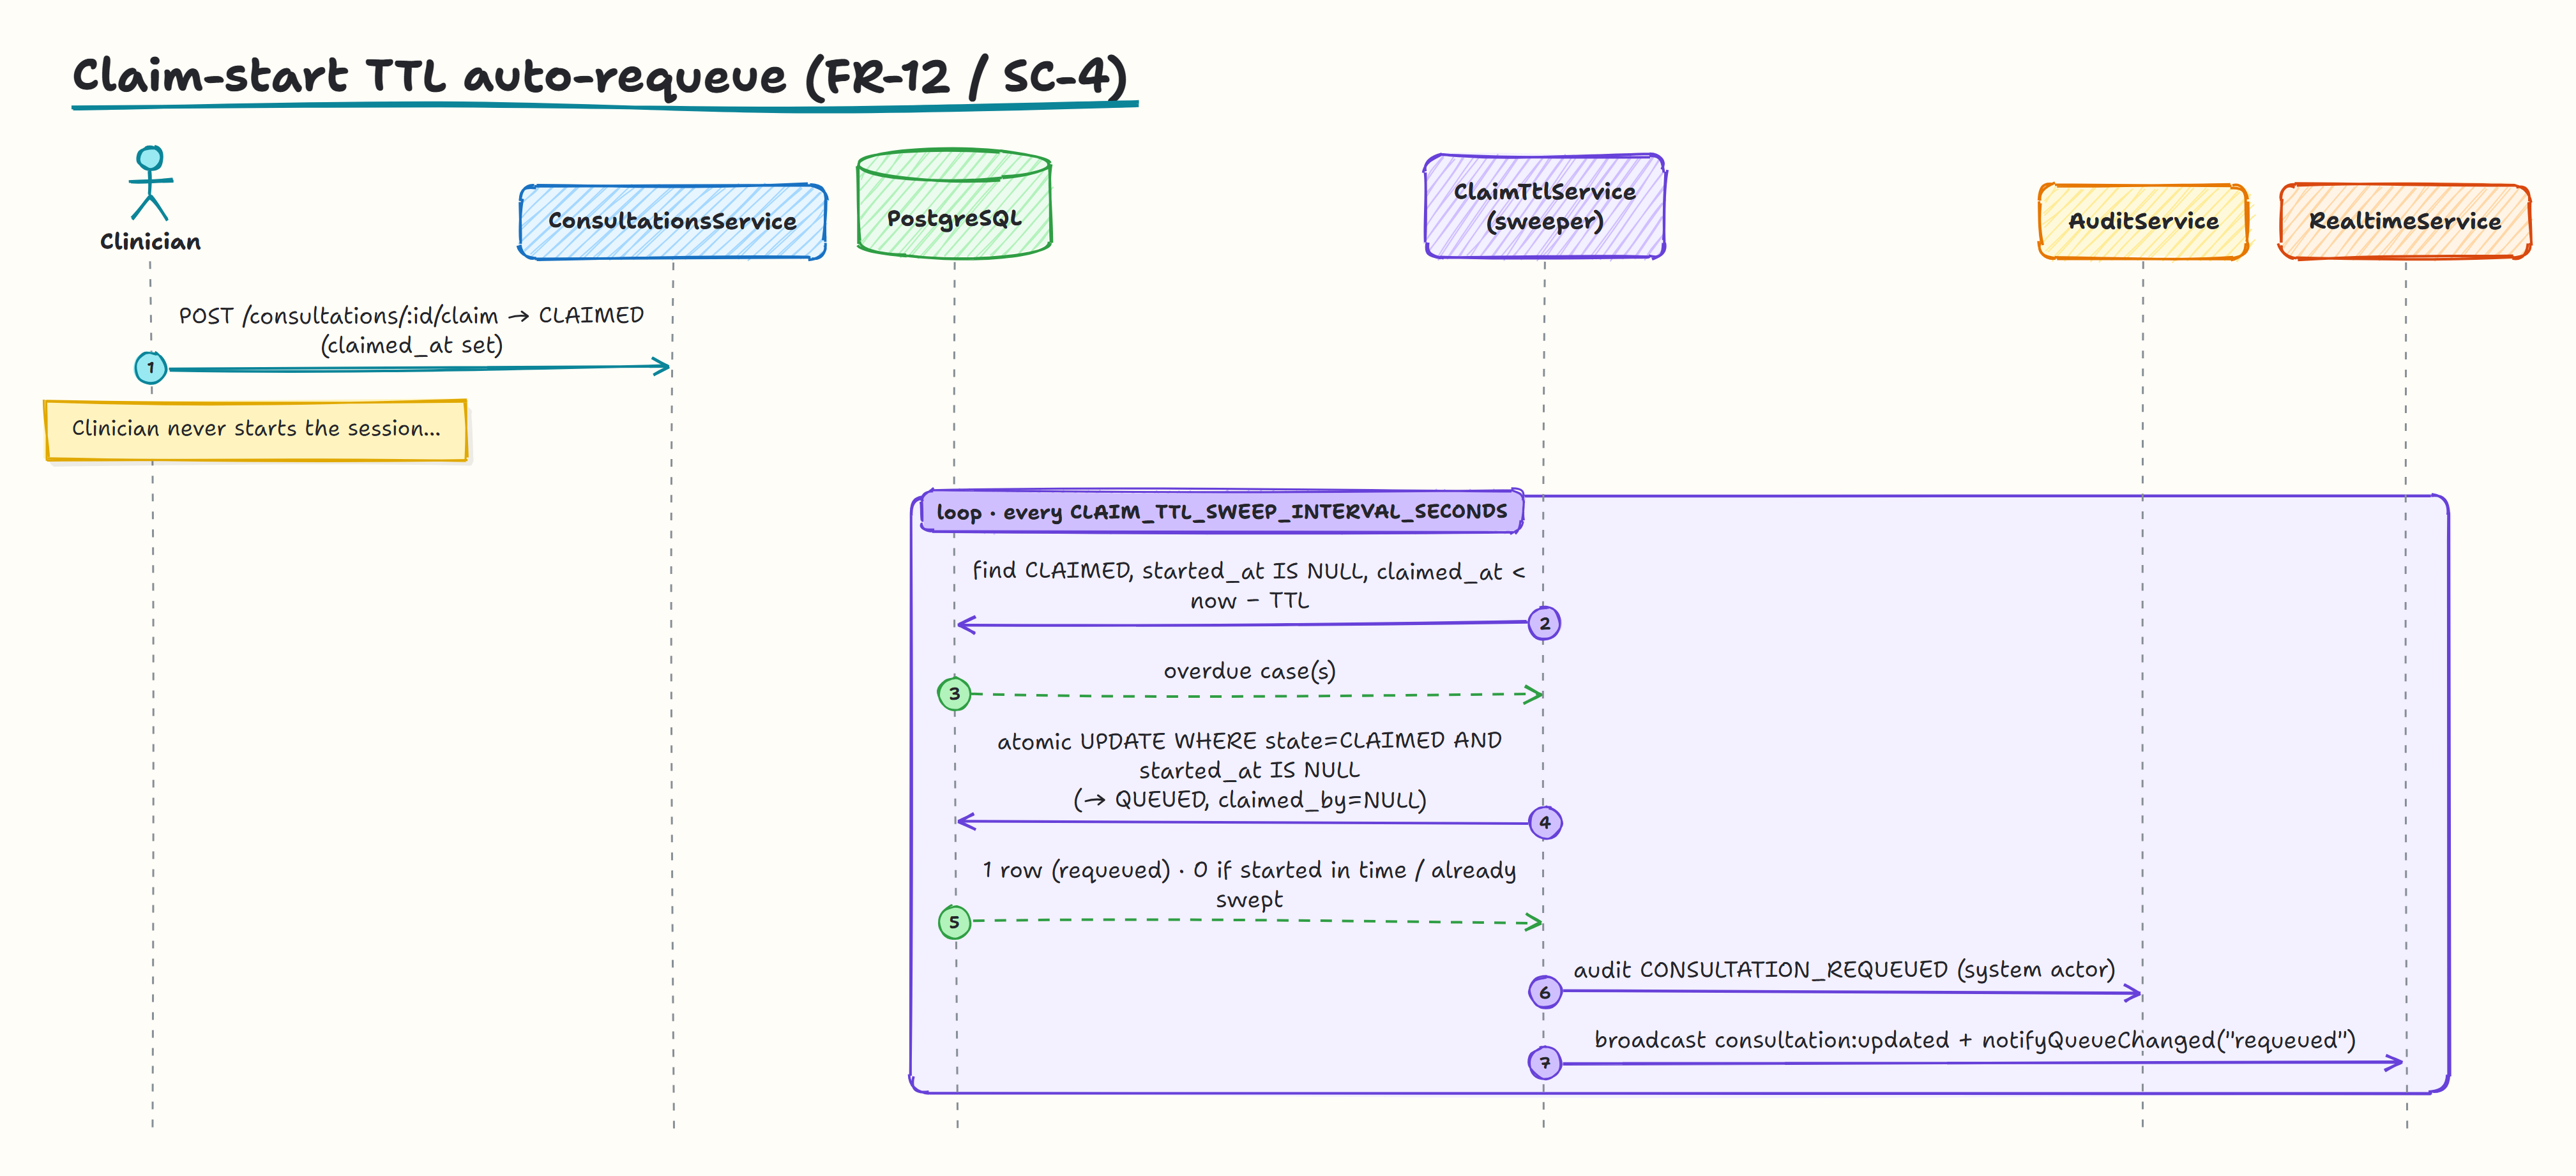 Claim-start TTL auto-requeue (FR-12 / SC-4)
Clinician
ConsultationsService
PostgreSQL
ClaimTtlService
(sweeper)
AuditService
RealtimeService
POST /consultations/:id/claim → CLAIMED
(claimed_at set)
1
Clinician never starts the session...
loop · every CLAIM_TTL_SWEEP_INTERVAL_SECONDS
find CLAIMED, started_at IS NULL, claimed_at <
now − TTL
2
overdue case(s)
3
atomic UPDATE WHERE state=CLAIMED AND
started_at IS NULL
(→ QUEUED, claimed_by=NULL)
4
1 row (requeued) · 0 if started in time / already
swept
5
audit CONSULTATION_REQUEUED (system actor)
6
broadcast consultation:updated + notifyQueueChanged("requeued")
7